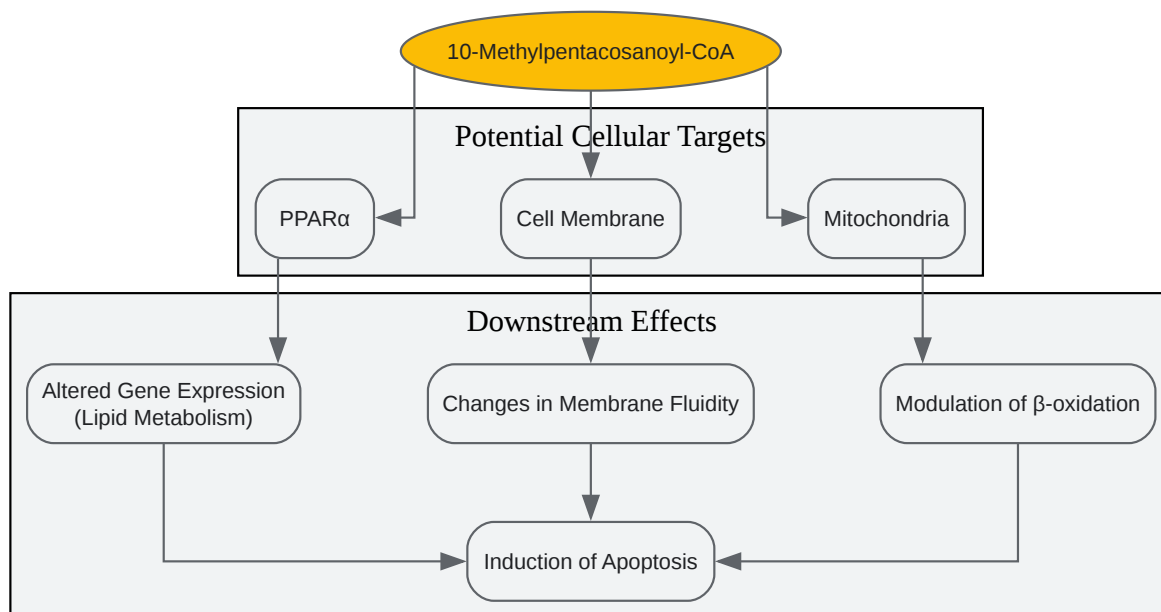 10-Methylpentacosanoyl-CoA
Potential Cellular Targets
PPARα
Cell Membrane
Mitochondria
Downstream Effects
Altered Gene Expression
(Lipid Metabolism)
Changes in Membrane Fluidity
Modulation of β-oxidation
Induction of Apoptosis